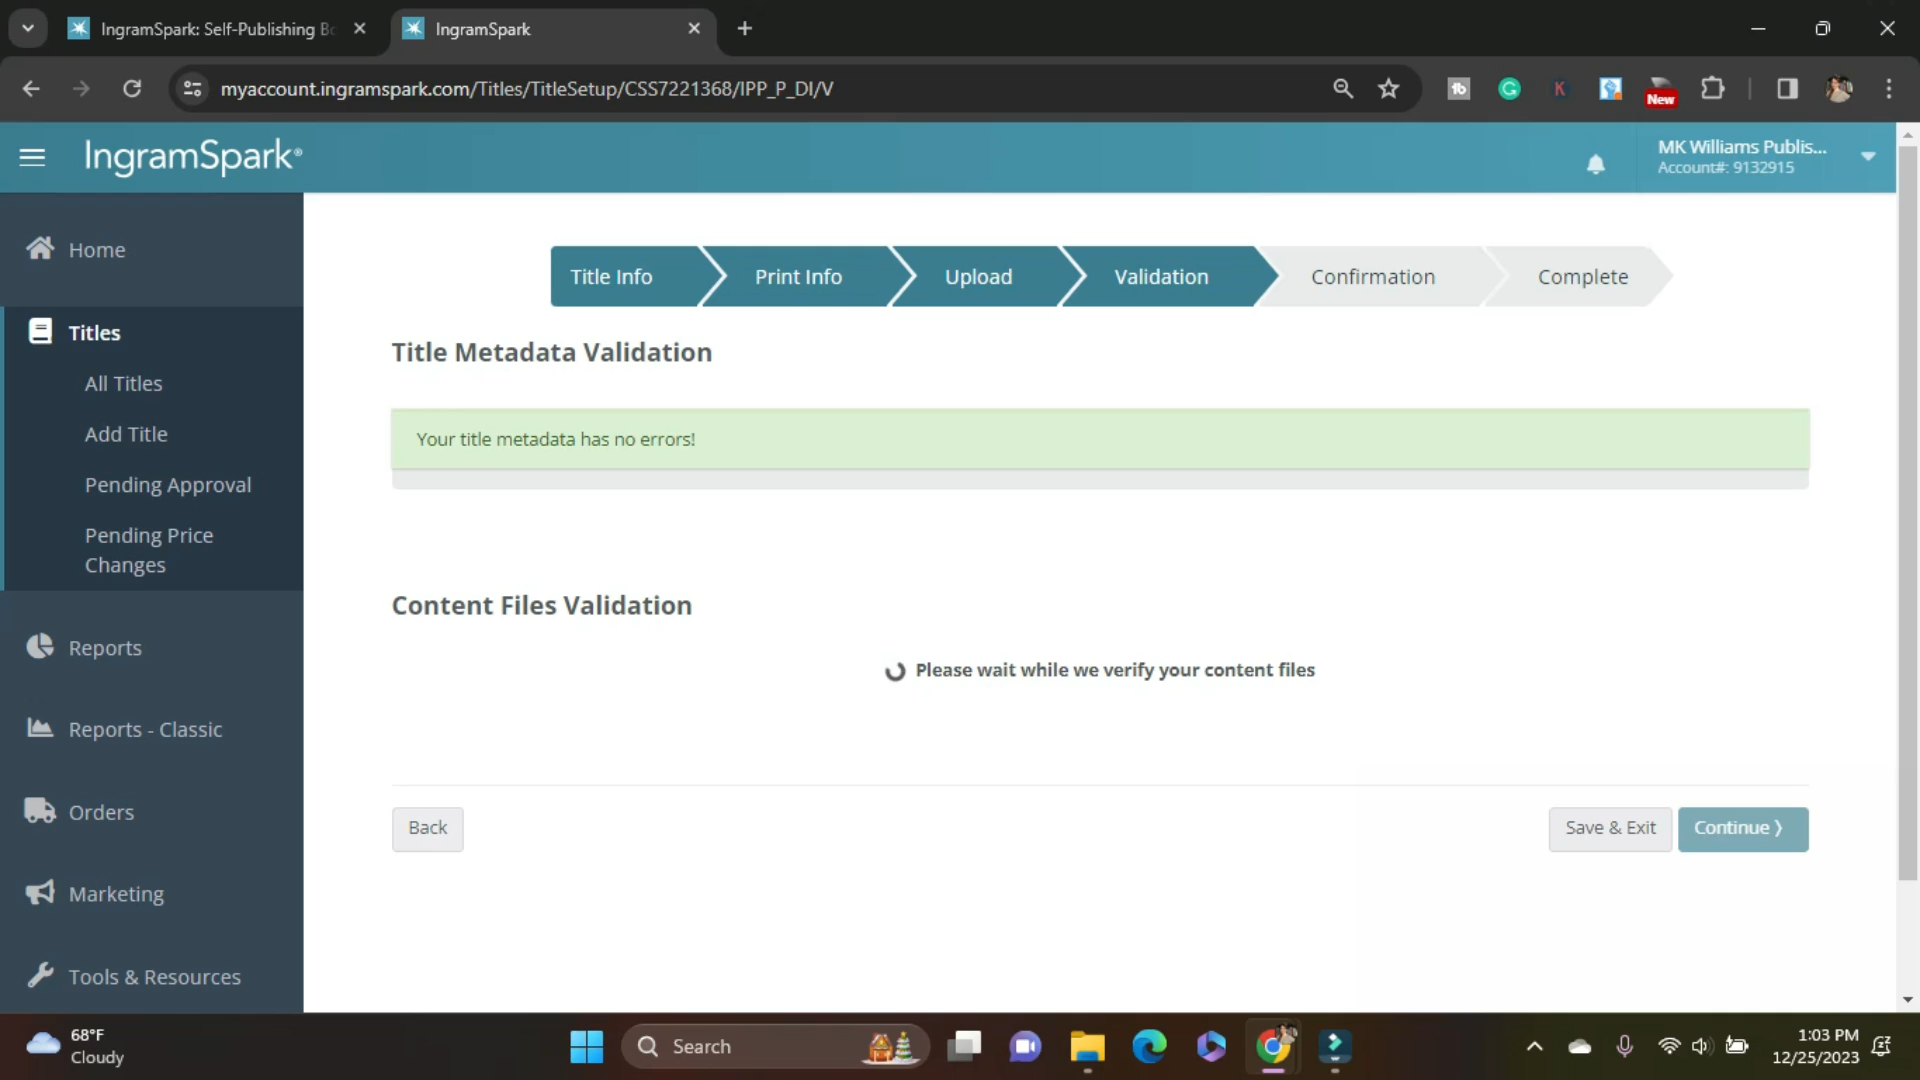 IngramSpark: Self-Publishing Bo
IngramSpark
myaccount.ingramspark.com/Titles/TitleSetup/CSS7221368/IPP_P_DI/V
New
IngramSpark®
MK Williams Publis...
Account#: 9132915
Home
Titles
All Titles
Add Title
Pending Approval
Pending Price
Changes
Reports
Reports - Classic
Orders
Marketing
Tools & Resources
Title Info
Print Info
Upload
Validation
Confirmation
Complete
Title Metadata Validation
Your title metadata has no errors!
Content Files Validation
Please wait while we verify your content files
Back
Save & Exit
Continue ⟩
68°F
Cloudy
Search
1:03 PM
12/25/2023